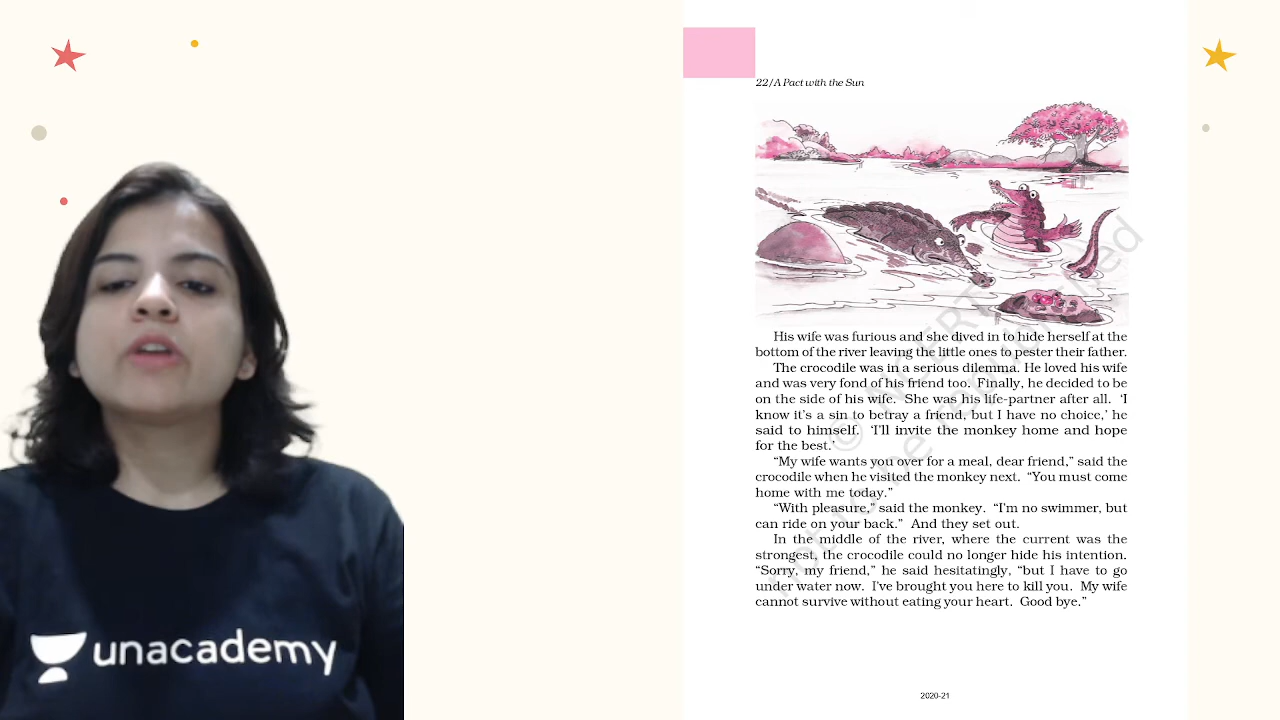 22/A Pact with the Sun
His wife was furious and she dived in to hide herself at the
bottom of the river leaving the little ones to pester their father.
The crocodile was in a serious dilemma. He loved his wife
and was very fond of his friend too. Finally, he decided to be
on the side of his wife. She was his life-partner after all. ‘I
know it's a sin to betray a friend, but I have no choice,’ he
said to himself. ‘I'll invite the monkey home and hope
for the best.’
“My wife wants you over for a meal, dear friend,” said the
crocodile when he visited the monkey next. “You must come
home with me today.”
“With pleasure,” said the monkey. “I'm no swimmer, but
can ride on your back.” And they set out.
In the middle of the river, where the current was the
strongest, the crocodile could no longer hide his intention.
“Sorry, my friend,” he said hesitatingly, “but I have to go
under water now. I've brought you here to kill you. My wife
cannot survive without eating your heart. Good bye.”
2020-21
© NCERT
not to be republished
unacademy